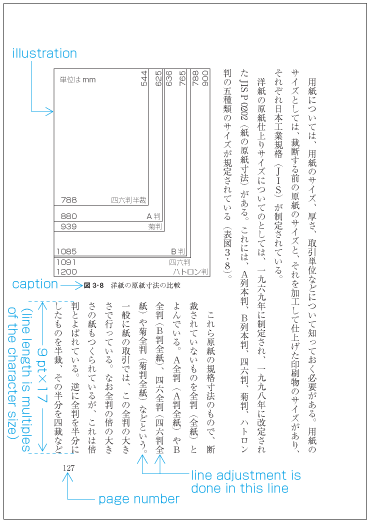 illustration
用紙については、用紙のサイズ、厚さ、取引単位などについて知っておく必要がある。用紙の
サイズとしては、裁断する前の原紙のサイズと、それを加工して仕上げた印刷物のサイズがあり、
それぞれ日本工業規格(JIS)が制定されている。
洋紙の原紙仕上りサイズについてのとしては、一九六九年に制定され、一九九八年に改定され
たJIS P 0202(紙の原紙寸法)がある。これには、A列本判、B列本判、四六判、菊判、ハトロン
判の五種類のサイズが規定されている(表図3・8)。
単位は mm
544
625
636
765
788
900
788 四六判半裁
880 A 判
939 菊判
1085 B 判
1091 四六判
1200 ハトロン判
caption
図 3・8 洋紙の原紙寸法の比較
これら原紙の規格寸法のもので、断
裁されていないものを全判(全紙)と
よんでいる。A全判(A判全紙)やB
全判(B判全紙)、四六全判(四六判全
紙)や菊全判(菊判全紙)などという。
一般に紙の取引では、この全判の大き
さで行っている。なお全判の倍の大き
さの紙もつくられているが、これは倍
判とよばれている。逆に全判を半分に
したものを半裁、その半分を四裁など
9pt×17
(line length is multiples
of the character size)
127
line adjustment is
done in this line
page number